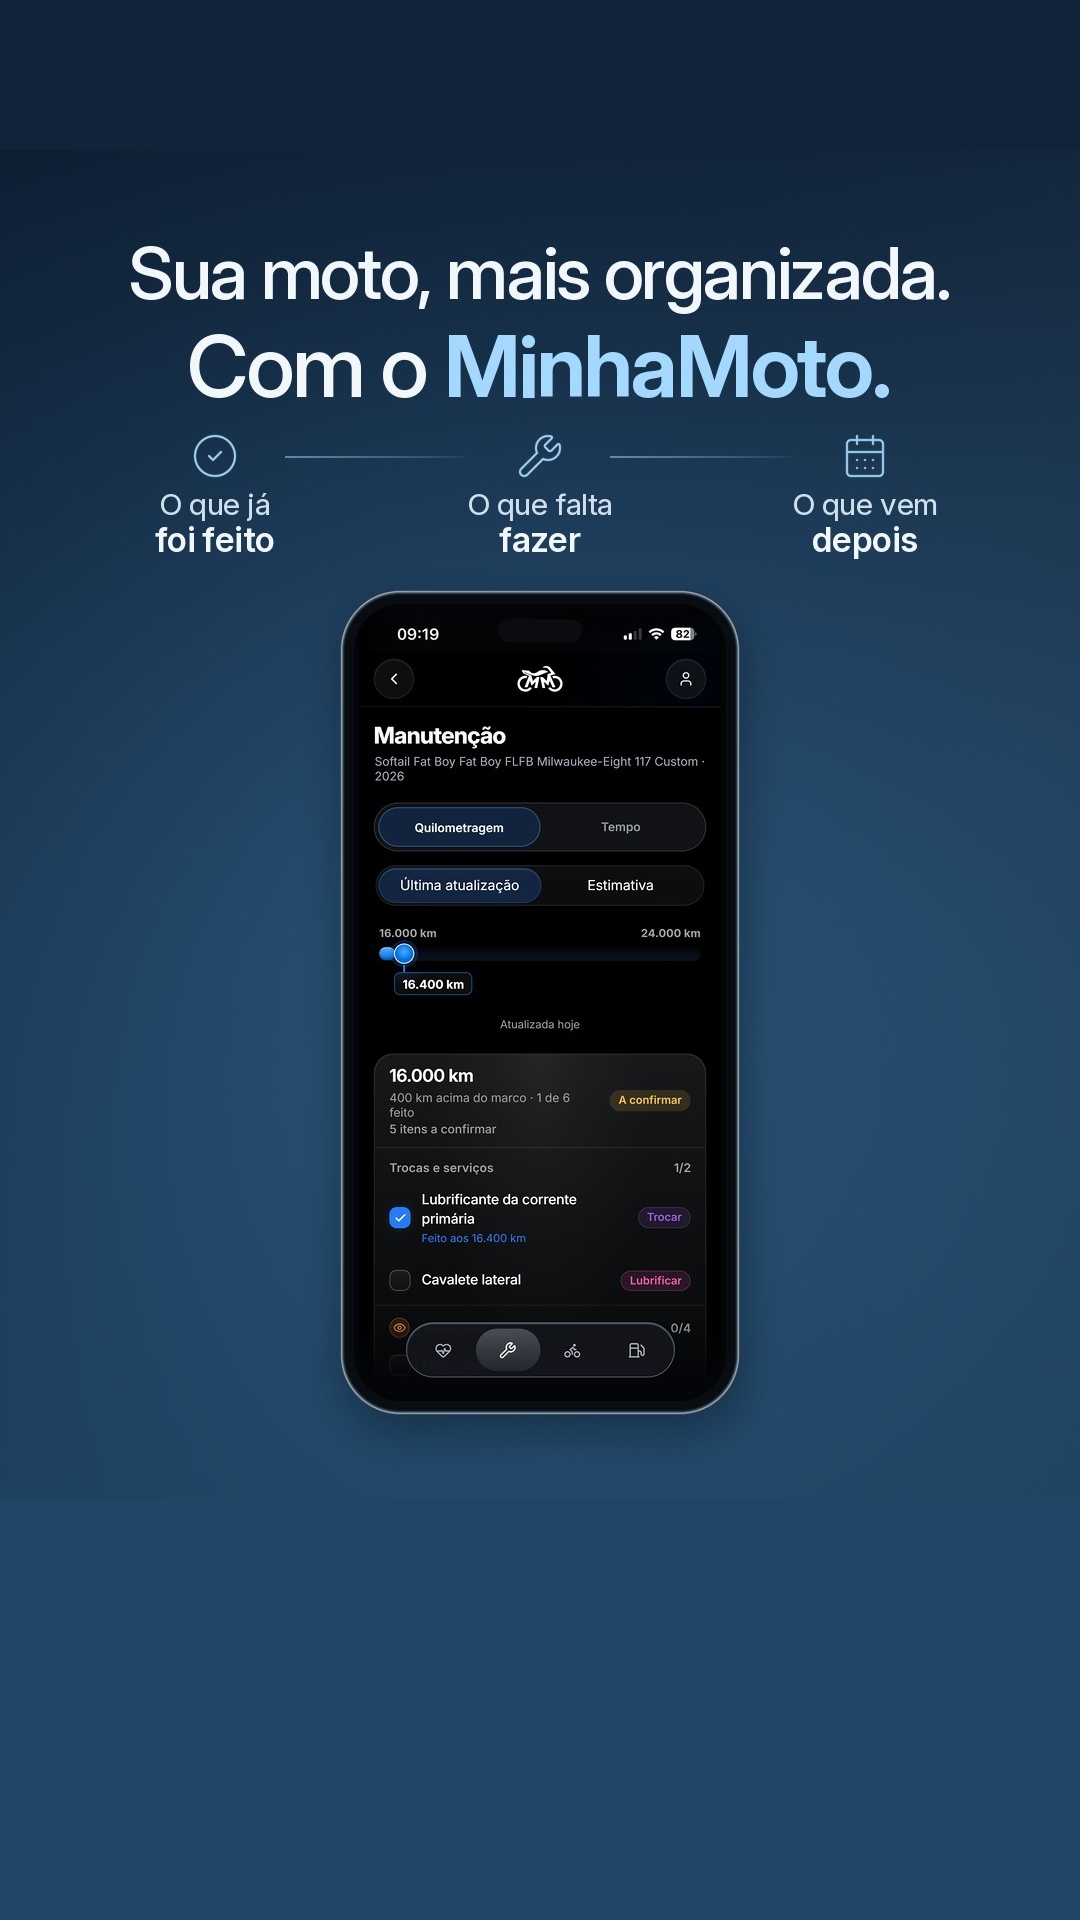 Sua moto, mais organizada.
Com o MinhaMoto.
O que já
foi feito
O que falta
fazer
O que vem
depois
09:19
82
MM
Manutenção
Softail Fat Boy Fat Boy FLFB Milwaukee-Eight 117 Custom ·
2026
Quilometragem
Tempo
Última atualização
Estimativa
16.000 km
24.000 km
16.400 km
Atualizada hoje
16.000 km
400 km acima do marco · 1 de 6
feito
5 itens a confirmar
A confirmar
Trocas e serviços
1/2
Lubrificante da corrente
primária
Feito aos 16.400 km
Trocar
Cavalete lateral
Lubrificar
0/4